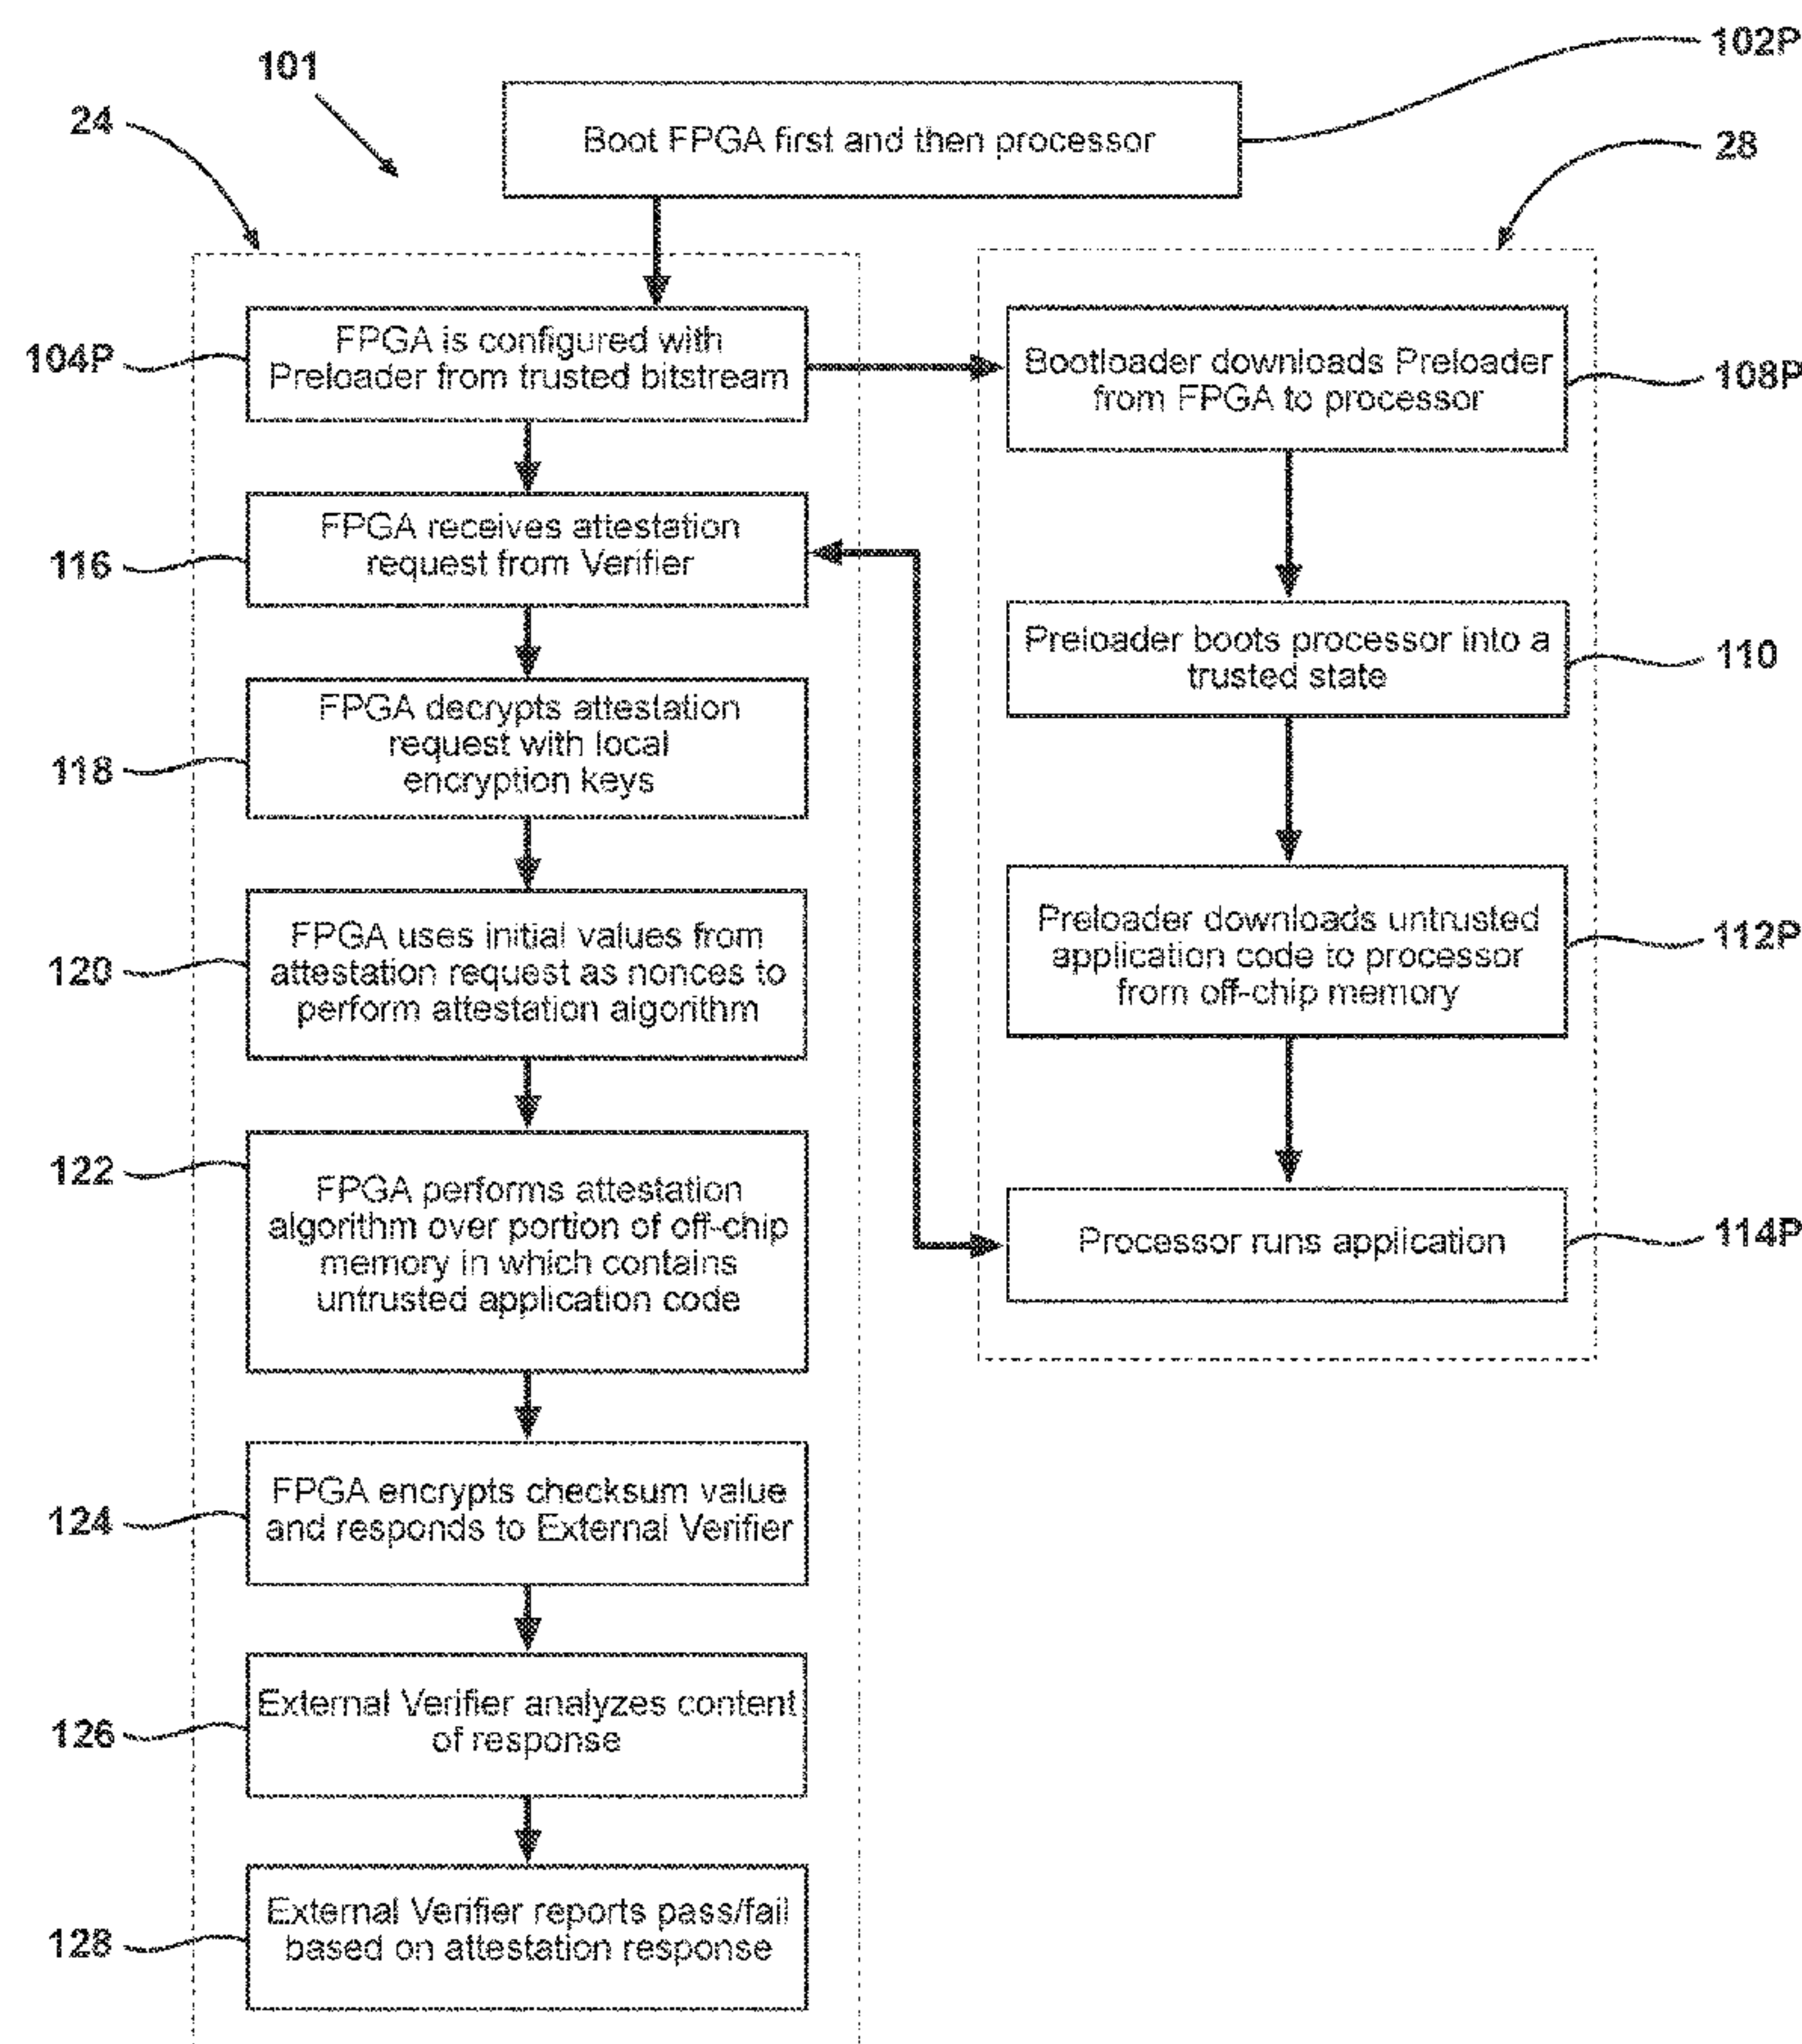 101
102P
24
Boot FPGA first and then processor
28
104P
FPGA is configured with
Preloader from trusted bitstream
Bootloader downloads Preloader
from FPGA to processor
108P
116
FPGA receives attestation
request from Verifier
Preloader boots processor into a
trusted state
110
118
FPGA decrypts attestation
request with local
encryption keys
120
FPGA uses initial values from
attestation request as nonces to
perform attestation algorithm
Preloader downloads untrusted
application code to processor
from off-chip memory
112P
122
FPGA performs attestation
algorithm over portion of off-chip
memory in which contains
untrusted application code
Processor runs application
114P
124
FPGA encrypts checksum value
and responds to External Verifier
126
External Verifier analyzes content
of response
128
External Verifier reports pass/fail
based on attestation response